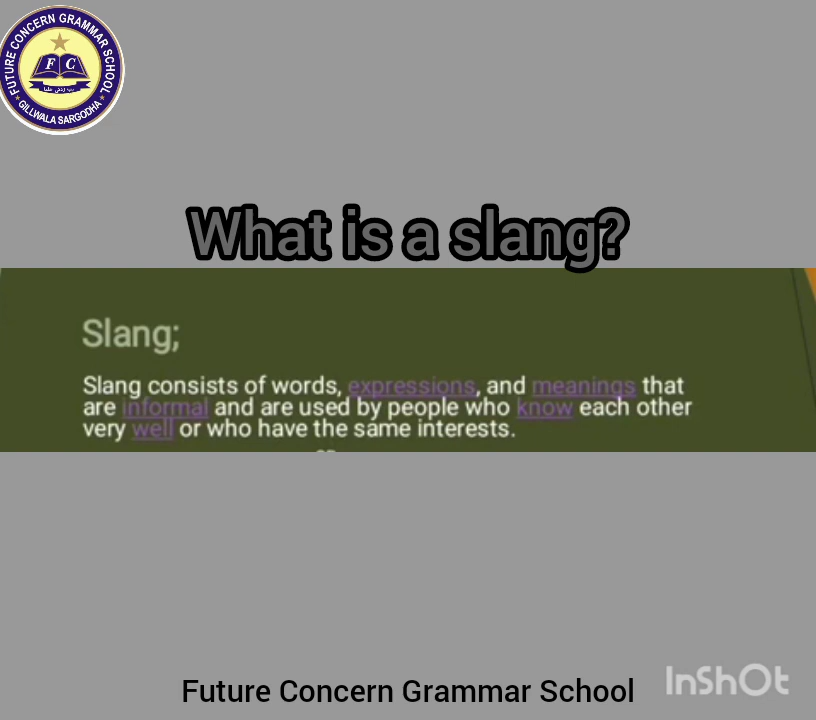 FUTURE CONCERN GRAMMAR SCHOOL
F C
GILLWALA SARGODHA
What is a slang?
Slang;
Slang consists of words, expressions, and meanings that
are informal and are used by people who know each other
very well or who have the same interests.
Future Concern Grammar School
InShOt